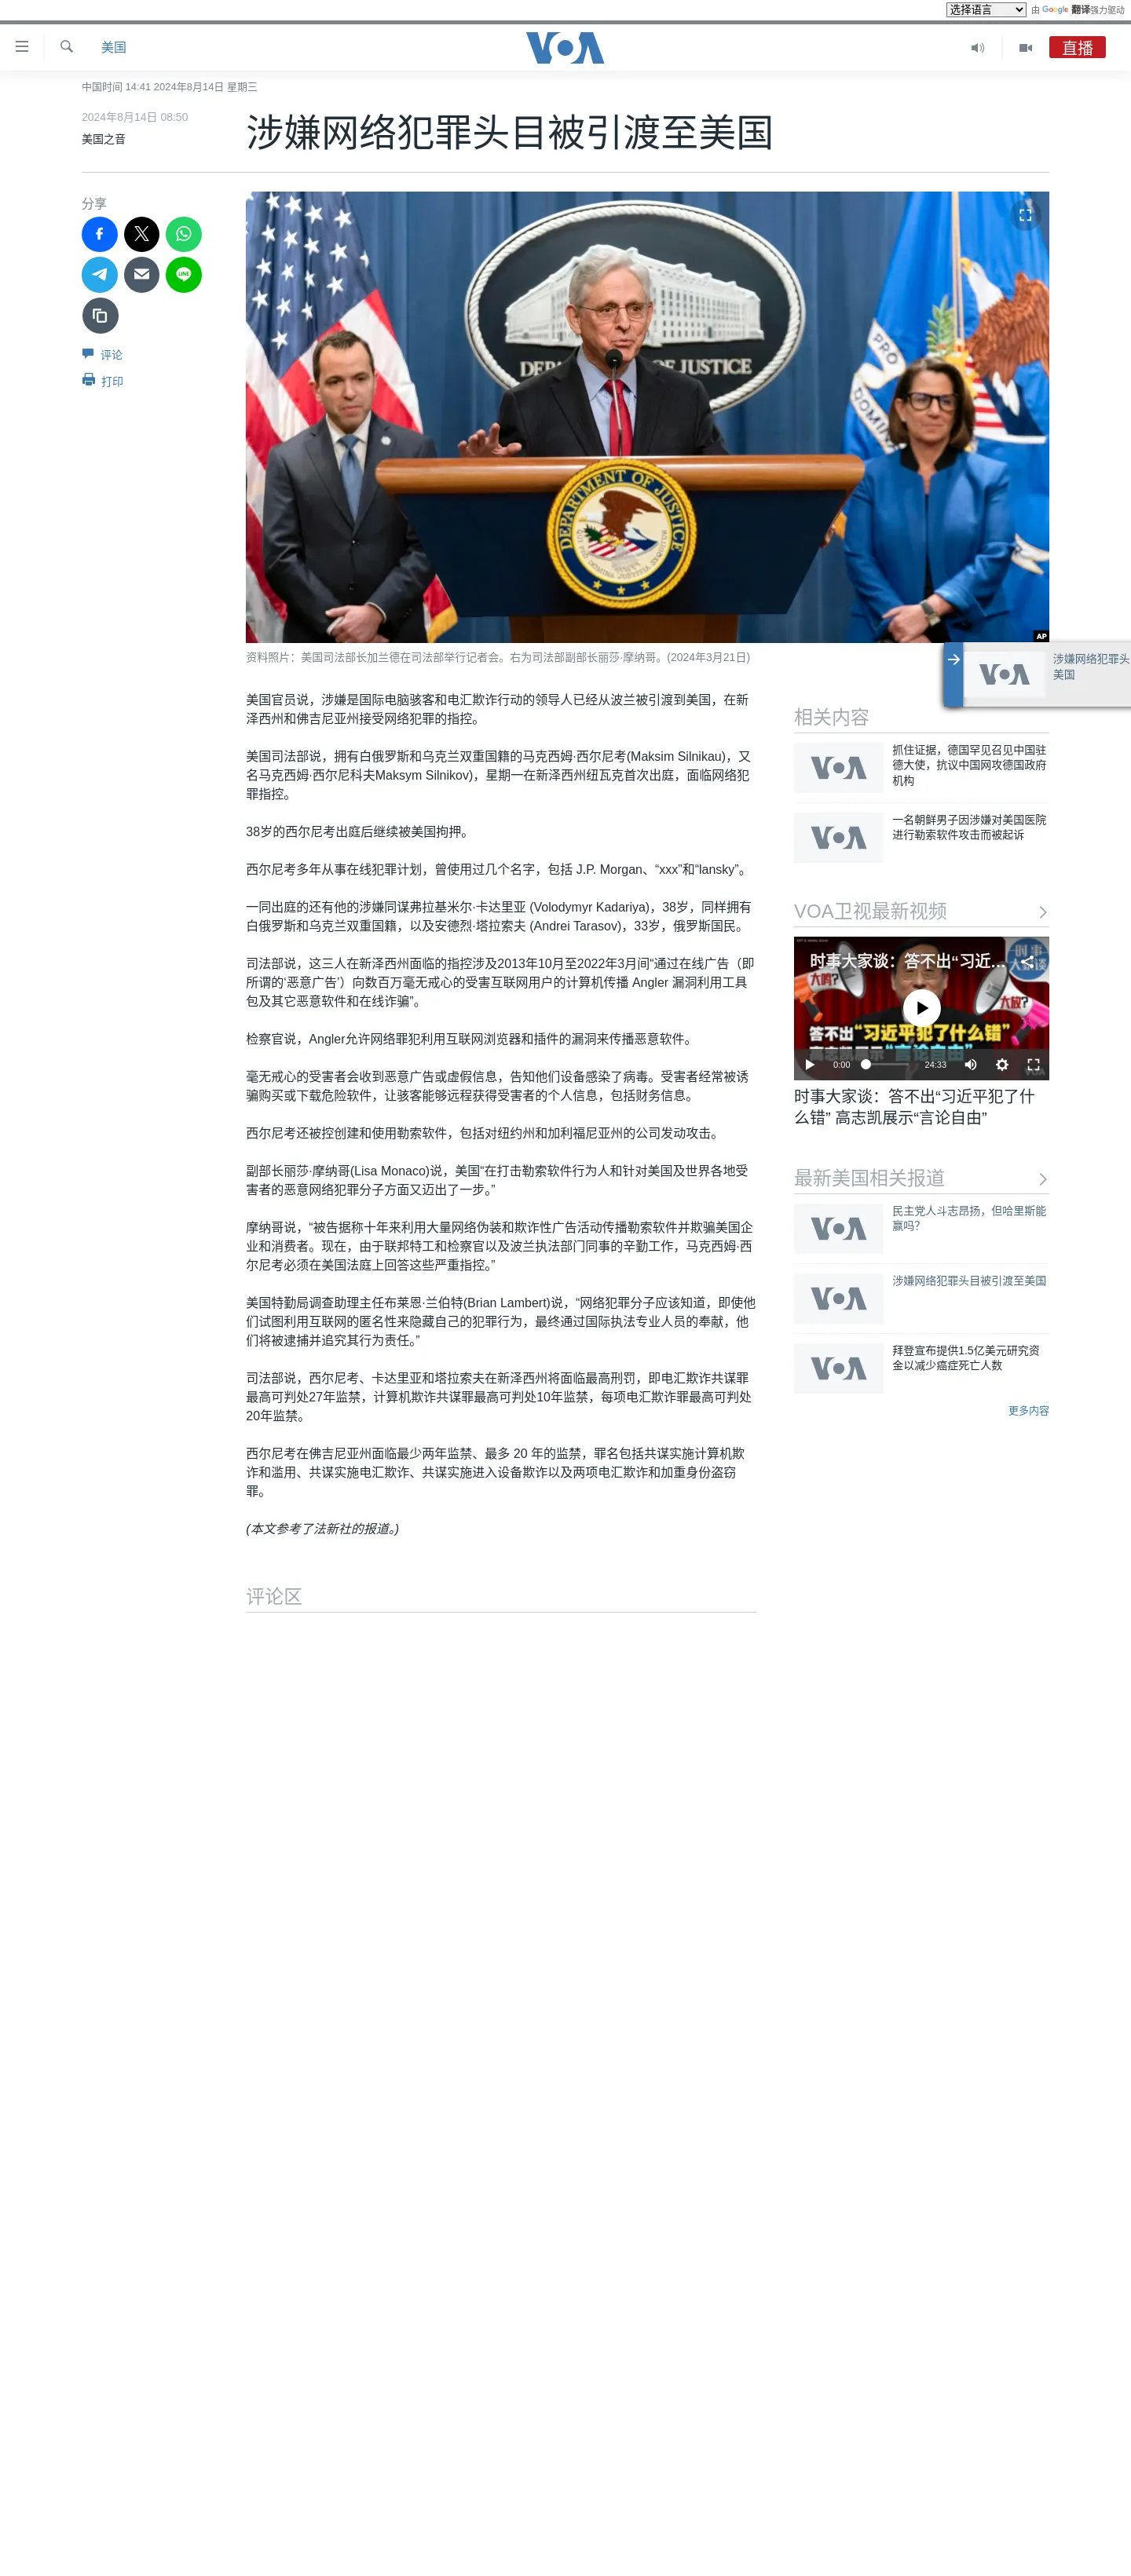 选择语言
由 Google 翻译强力驱动
美国
VOA
直播
中国时间 14:41 2024年8月14日 星期三
2024年8月14日 08:50
美国之音
涉嫌网络犯罪头目被引渡至美国
分享
LINE
评论
打印
DEPARTMENT OF JUSTICE
AP
资料照片：美国司法部长加兰德在司法部举行记者会。右为司法部副部长丽莎·摩纳哥。(2024年3月21日)
涉嫌网络犯罪头
美国
美国官员说，涉嫌是国际电脑骇客和电汇欺诈行动的领导人已经从波兰被引渡到美国，在新
泽西州和佛吉尼亚州接受网络犯罪的指控。
美国司法部说，拥有白俄罗斯和乌克兰双重国籍的马克西姆·西尔尼考(Maksim Silnikau)，又
名马克西姆·西尔尼科夫Maksym Silnikov)，星期一在新泽西州纽瓦克首次出庭，面临网络犯
罪指控。
38岁的西尔尼考出庭后继续被美国拘押。
西尔尼考多年从事在线犯罪计划，曾使用过几个名字，包括 J.P. Morgan、“xxx”和“lansky”。
一同出庭的还有他的涉嫌同谋弗拉基米尔·卡达里亚 (Volodymyr Kadariya)，38岁，同样拥有
白俄罗斯和乌克兰双重国籍，以及安德烈·塔拉索夫 (Andrei Tarasov)，33岁，俄罗斯国民。
司法部说，这三人在新泽西州面临的指控涉及2013年10月至2022年3月间“通过在线广告（即
所谓的‘恶意广告’）向数百万毫无戒心的受害互联网用户的计算机传播 Angler 漏洞利用工具
包及其它恶意软件和在线诈骗”。
检察官说，Angler允许网络罪犯利用互联网浏览器和插件的漏洞来传播恶意软件。
毫无戒心的受害者会收到恶意广告或虚假信息，告知他们设备感染了病毒。受害者经常被诱
骗购买或下载危险软件，让骇客能够远程获得受害者的个人信息，包括财务信息。
西尔尼考还被控创建和使用勒索软件，包括对纽约州和加利福尼亚州的公司发动攻击。
副部长丽莎·摩纳哥(Lisa Monaco)说，美国“在打击勒索软件行为人和针对美国及世界各地受
害者的恶意网络犯罪分子方面又迈出了一步。”
摩纳哥说，“被告据称十年来利用大量网络伪装和欺诈性广告活动传播勒索软件并欺骗美国企
业和消费者。现在，由于联邦特工和检察官以及波兰执法部门同事的辛勤工作，马克西姆·西
尔尼考必须在美国法庭上回答这些严重指控。”
美国特勤局调查助理主任布莱恩·兰伯特(Brian Lambert)说，“网络犯罪分子应该知道，即使他
们试图利用互联网的匿名性来隐藏自己的犯罪行为，最终通过国际执法专业人员的奉献，他
们将被逮捕并追究其行为责任。”
司法部说，西尔尼考、卡达里亚和塔拉索夫在新泽西州将面临最高刑罚，即电汇欺诈共谋罪
最高可判处27年监禁，计算机欺诈共谋罪最高可判处10年监禁，每项电汇欺诈罪最高可判处
20年监禁。
西尔尼考在佛吉尼亚州面临最少两年监禁、最多 20 年的监禁，罪名包括共谋实施计算机欺
诈和滥用、共谋实施电汇欺诈、共谋实施进入设备欺诈以及两项电汇欺诈和加重身份盗窃
罪。
(本文参考了法新社的报道。)
评论区
相关内容
抓住证据，德国罕见召见中国驻
德大使，抗议中国网攻德国政府
机构
一名朝鲜男子因涉嫌对美国医院
进行勒索软件攻击而被起诉
VOA卫视最新视频
时事大家谈：答不出“习近...
大鸣?
大放?
答不出“习近平犯了什么错”
高志凯展示“言论自由”
0:00
24:33
时事大家谈：答不出“习近平犯了什
么错” 高志凯展示“言论自由”
最新美国相关报道
民主党人斗志昂扬，但哈里斯能
赢吗？
涉嫌网络犯罪头目被引渡至美国
拜登宣布提供1.5亿美元研究资
金以减少癌症死亡人数
更多内容